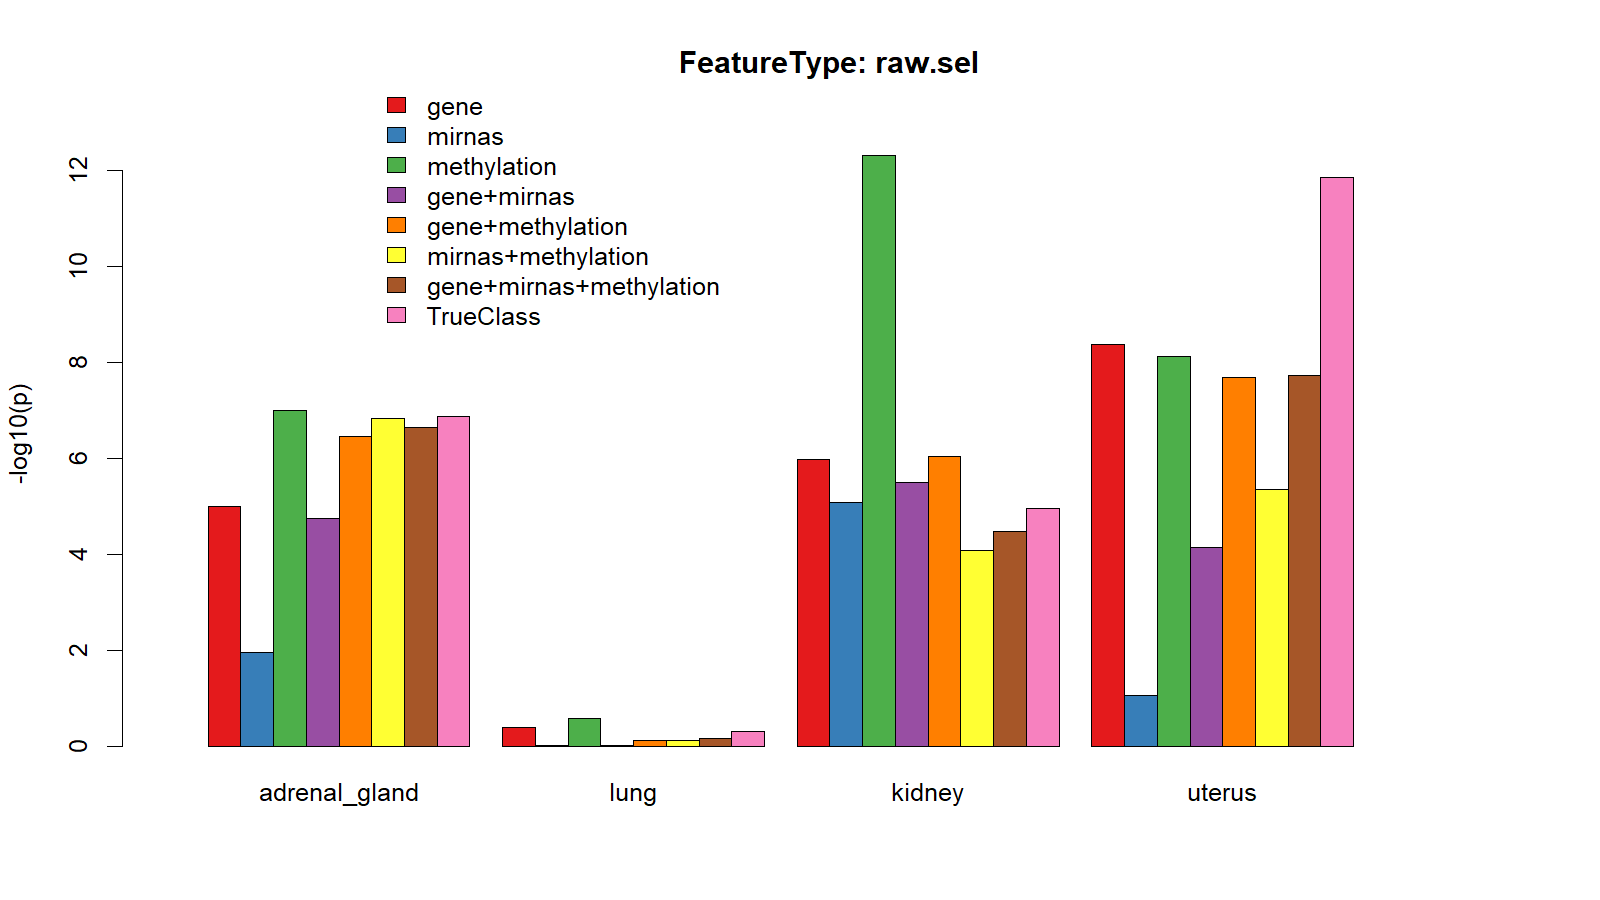 FeatureType: raw.sel
gene
mirnas
methylation
gene+mirnas
gene+methylation
mirnas+methylation
gene+mirnas+methylation
TrueClass
-log10(p)
12
10
8
6
4
2
0
adrenal_gland lung kidney uterus